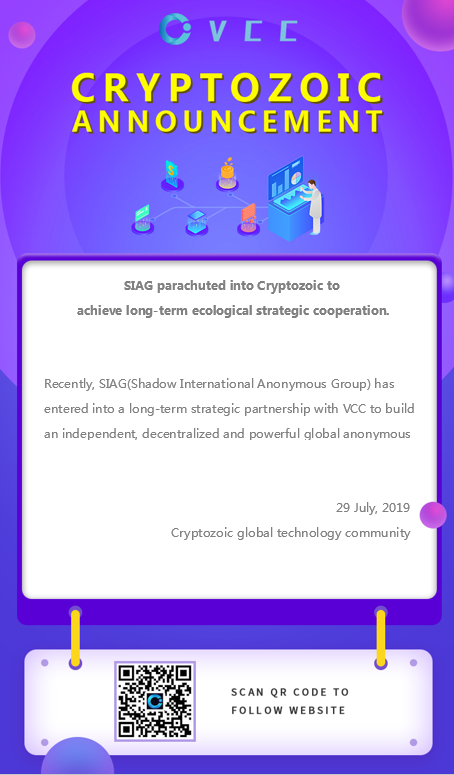 VCC
CRYPTOZOIC
ANNOUNCEMENT
SIAG parachuted into Cryptozoic to
achieve long-term ecological strategic cooperation.
Recently, SIAG(Shadow International Anonymous Group) has
entered into a long-term strategic partnership with VCC to build
an independent, decentralized and powerful global anonymous
29 July, 2019
Cryptozoic global technology community
SCAN QR CODE TO
FOLLOW WEBSITE